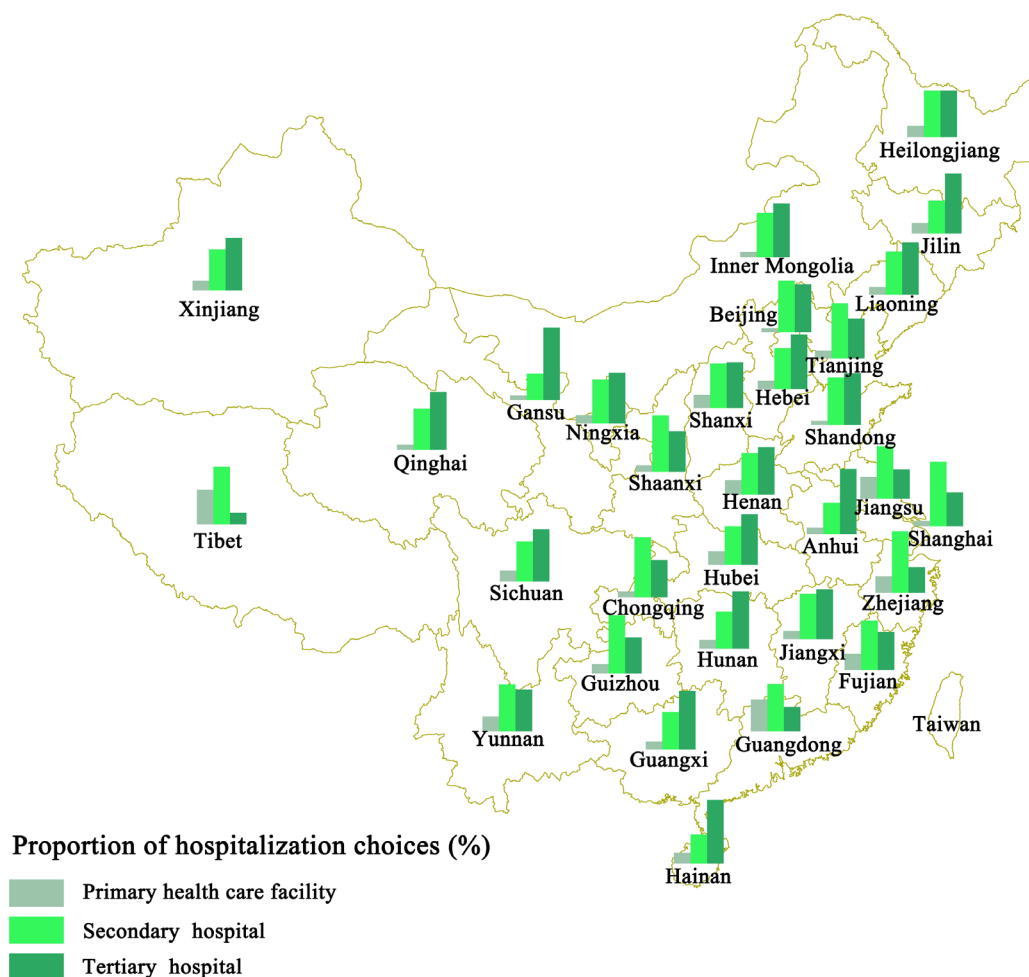 Heilongjiang
Jilin
Inner Mongolia
Liaoning
Xinjiang
Beijing
Tianjing
Hebei
Gansu
Ningxia
Shanxi
Shandong
Qinghai
Shaanxi
Henan
Jiangsu
Tibet
Anhui
Shanghai
Hubei
Sichuan
Chongqing
Zhejiang
Hunan
Jiangxi
Guizhou
Fujian
Taiwan
Yunnan
Guangxi
Guangdong
Hainan
Proportion of hospitalization choices (%)
Primary health care facility
Secondary hospital
Tertiary hospital